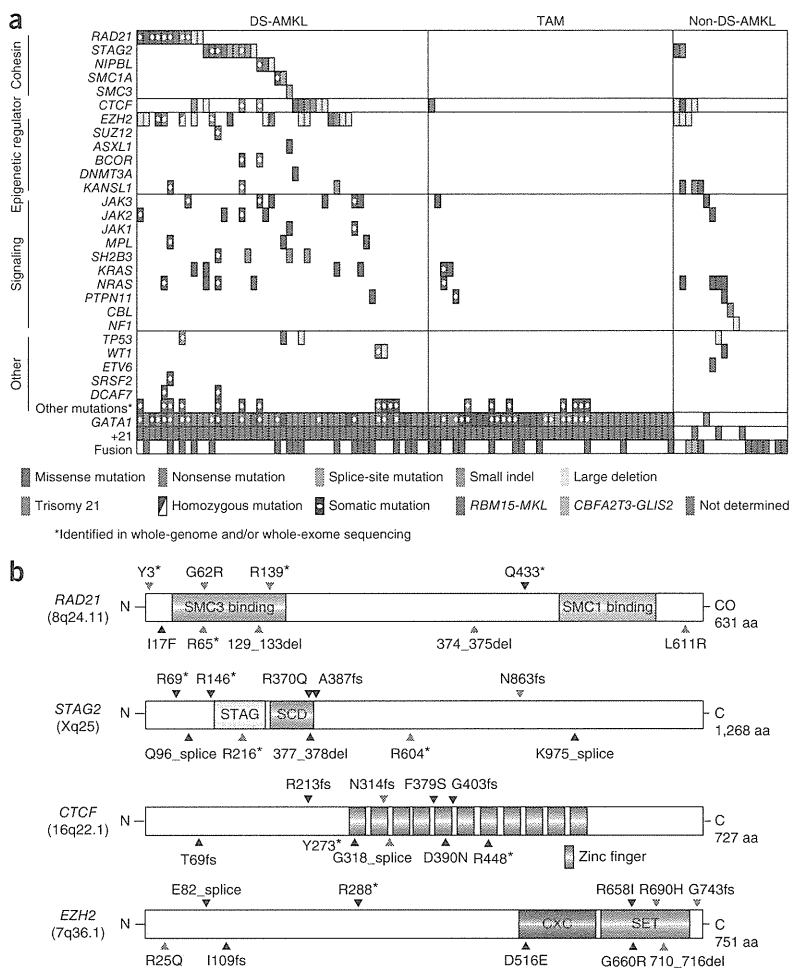 a
DS-AMKL TAM Non-DS-AMKL
Cohesin
RAD21
STAG2
NIPBL
SMC1A
SMC3
CTCF
Epigenetic regulator
EZH2
SUZ12
ASXL1
BCOR
DNMT3A
KANSL1
Signaling
JAK3
JAK2
JAK1
MPL
SH2B3
KRAS
NRAS
PTPN11
CBL
NF1
Other
TP53
WT1
ETV6
SRSF2
DCAF7
Other mutations*
GATA1
+21
Fusion
Missense mutation Nonsense mutation Splice-site mutation Small indel Large deletion
Trisomy 21 Homozygous mutation Somatic mutation RBM15-MKL CBFA2T3-GLIS2 Not determined
*Identified in whole-genome and/or whole-exome sequencing
b
Y3* G62R R139* Q433*
RAD21
(8q24.11)
N SMC3 binding SMC1 binding CO
631 aa
I17F R65* 129_133del 374_375del L611R
R69* R146* R370Q A387fs N863fs
STAG2
(Xq25)
N STAG SCD C
1,268 aa
Q96_splice R216* 377_378del R604* K975_splice
R213fs N314fs F379S G403fs
CTCF
(16q22.1)
N C
727 aa
T69fs Y273* G318_splice D390N R448* Zinc finger
E82_splice R288* R658I R690H G743fs
EZH2
(7q36.1)
N CXC SET C
751 aa
R25Q I109fs D516E G660R 710_716del